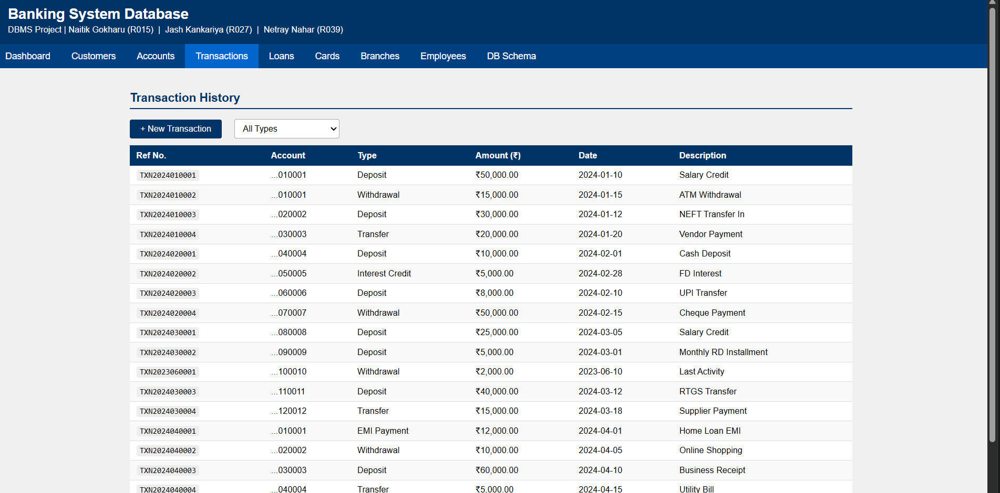 Banking System Database
DBMS Project | Naitik Gokharu (R015) | Jash Kankariya (R027) | Netray Nahar (R039)
Dashboard Customers Accounts Transactions Loans Cards Branches Employees DB Schema
Transaction History
+ New Transaction All Types
Ref No. Account Type Amount (₹) Date Description
TXN2024010001 ...010001 Deposit ₹50,000.00 2024-01-10 Salary Credit
TXN2024010002 ...010001 Withdrawal ₹15,000.00 2024-01-15 ATM Withdrawal
TXN2024010003 ...020002 Deposit ₹30,000.00 2024-01-12 NEFT Transfer In
TXN2024010004 ...030003 Transfer ₹20,000.00 2024-01-20 Vendor Payment
TXN2024020001 ...040004 Deposit ₹10,000.00 2024-02-01 Cash Deposit
TXN2024020002 ...050005 Interest Credit ₹5,000.00 2024-02-28 FD Interest
TXN2024020003 ...060006 Deposit ₹8,000.00 2024-02-10 UPI Transfer
TXN2024020004 ...070007 Withdrawal ₹50,000.00 2024-02-15 Cheque Payment
TXN2024030001 ...080008 Deposit ₹25,000.00 2024-03-05 Salary Credit
TXN2024030002 ...090009 Deposit ₹5,000.00 2024-03-01 Monthly RD Installment
TXN2023060001 ...100010 Withdrawal ₹2,000.00 2023-06-10 Last Activity
TXN2024030003 ...110011 Deposit ₹40,000.00 2024-03-12 RTGS Transfer
TXN2024030004 ...120012 Transfer ₹15,000.00 2024-03-18 Supplier Payment
TXN2024040001 ...010001 EMI Payment ₹12,000.00 2024-04-01 Home Loan EMI
TXN2024040002 ...020002 Withdrawal ₹10,000.00 2024-04-05 Online Shopping
TXN2024040003 ...030003 Deposit ₹60,000.00 2024-04-10 Business Receipt
TXN2024040004 ...040004 Transfer ₹5,000.00 2024-04-15 Utility Bill